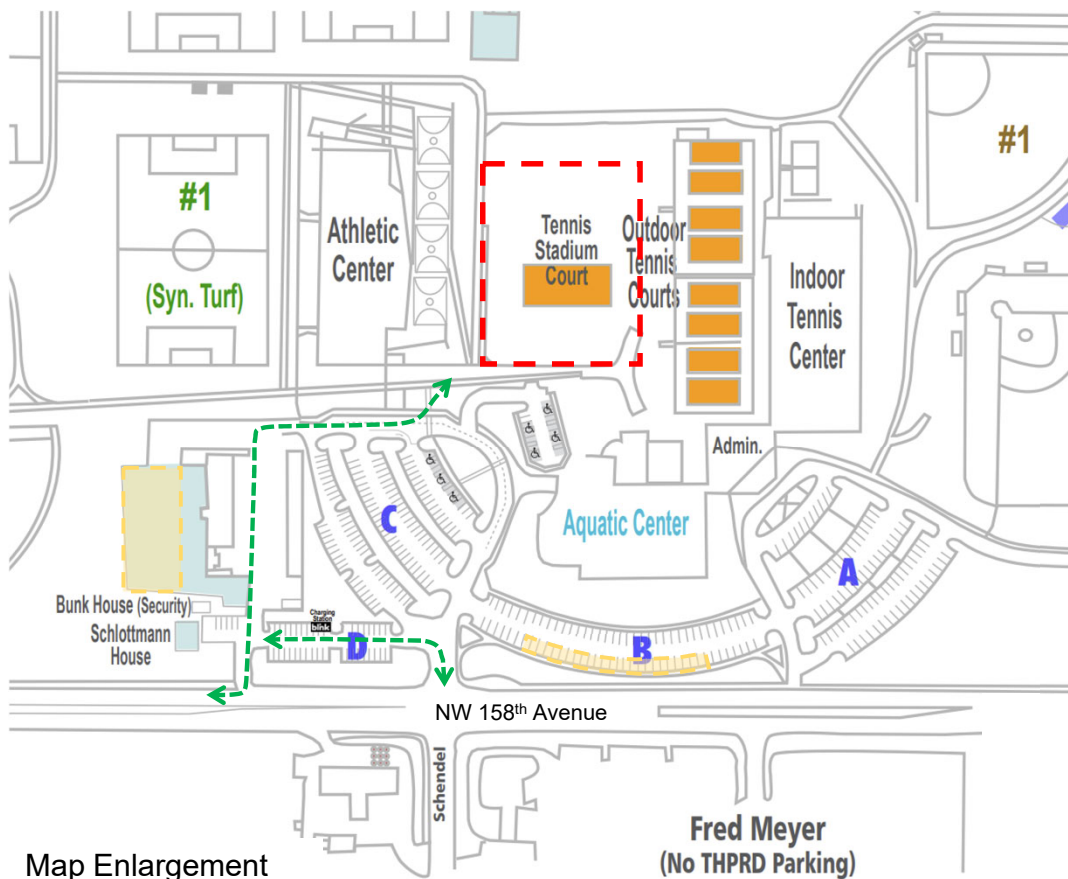 #1
(Syn. Turf)
Athletic
Center
Tennis
Stadium
Court
Outdoor
Tennis
Courts
Indoor
Tennis
Center
#1
Admin.
Aquatic Center
C
A
B
D
Charging
Station
blink
Bunk House (Security)
Schlottmann
House
NW 158th Avenue
Schendel
Fred Meyer
(No THPRD Parking)
Map Enlargement